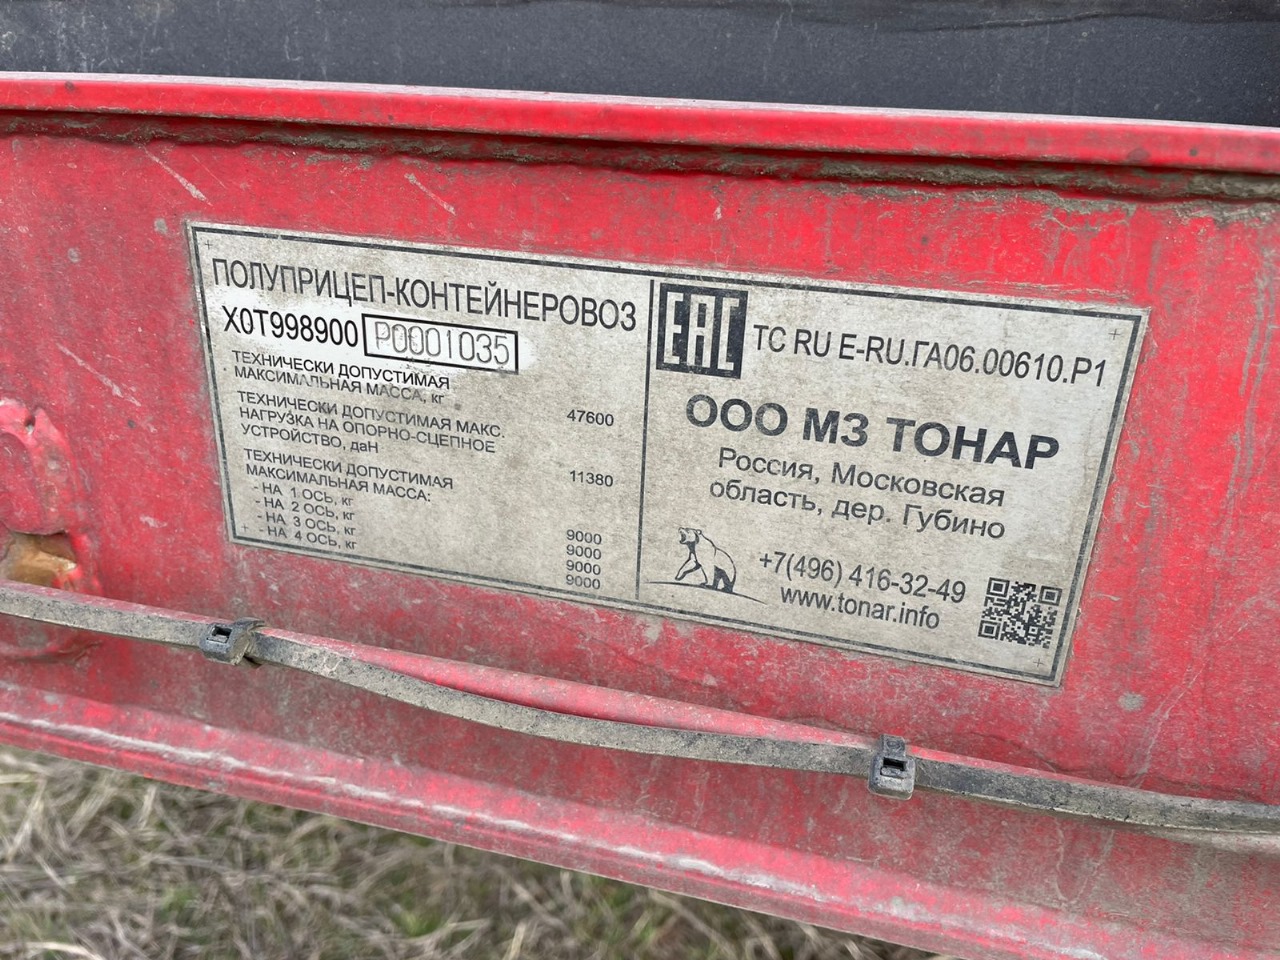 ПОЛУПРИЦЕП-КОНТЕЙНЕРОВОЗ
X0T998900 P0001035
ТЕХНИЧЕСКИ ДОПУСТИМАЯ
МАКСИМАЛЬНАЯ МАССА, кг 47600
ТЕХНИЧЕСКИ ДОПУСТИМАЯ МАКС.
НАГРУЗКА НА ОПОРНО-СЦЕПНОЕ
УСТРОЙСТВО, даН 11380
ТЕХНИЧЕСКИ ДОПУСТИМАЯ
МАКСИМАЛЬНАЯ МАССА:
- НА 1 ОСЬ, кг 9000
- НА 2 ОСЬ, кг 9000
- НА 3 ОСЬ, кг 9000
- НА 4 ОСЬ, кг 9000
EAC TC RU E-RU.ГА06.00610.P1
ООО МЗ ТОНАР
Россия, Московская
область, дер. Губино
+7(496) 416-32-49
www.tonar.info